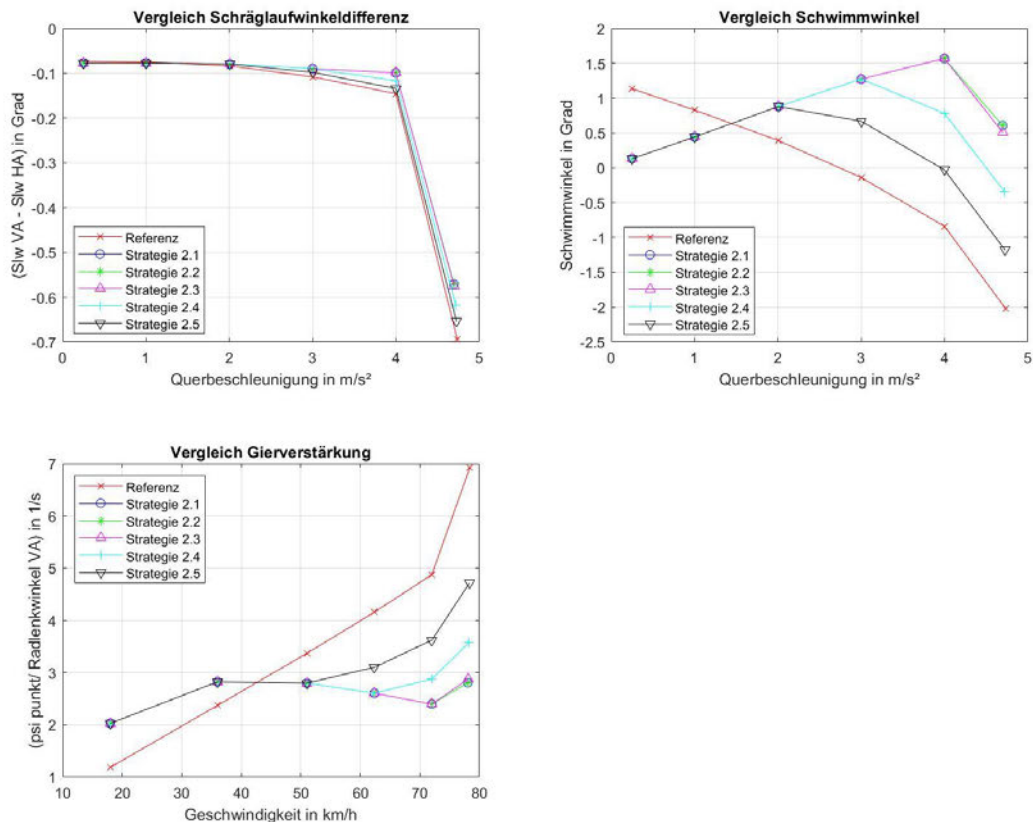 Vergleich Schräglaufwinkeldifferenz
(Slw VA - Slw HA) in Grad
0
-0.1
-0.2
-0.3
-0.4
-0.5
-0.6
-0.7
Referenz
Strategie 2.1
Strategie 2.2
Strategie 2.3
Strategie 2.4
Strategie 2.5
0 1 2 3 4 5
Querbeschleunigung in m/s²
Vergleich Schwimmwinkel
Schwimmwinkel in Grad
2
1.5
1
0.5
0
-0.5
-1
-1.5
-2
-2.5
Referenz
Strategie 2.1
Strategie 2.2
Strategie 2.3
Strategie 2.4
Strategie 2.5
0 1 2 3 4 5
Querbeschleunigung in m/s²
Vergleich Gierverstärkung
(psi punkt/ Radlenkwinkel VA) in 1/s
7
6
5
4
3
2
1
Referenz
Strategie 2.1
Strategie 2.2
Strategie 2.3
Strategie 2.4
Strategie 2.5
10 20 30 40 50 60 70 80
Geschwindigkeit in km/h